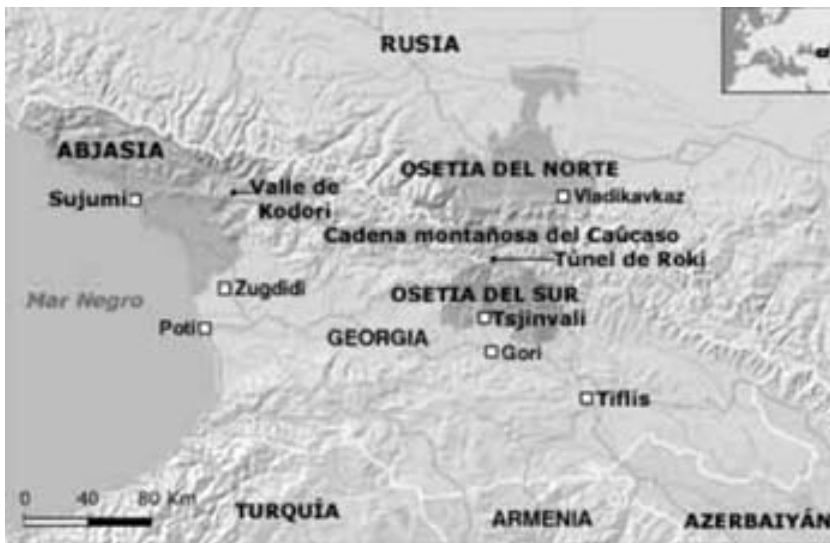 RUSIA
ABJASIA
OSETIA DEL NORTE
Valle de
Kodori
Sujumi
Vladikavkaz
Cadena montañosa del Caúcaso
Túnel de Roki
Zugdidi
OSETIA DEL SUR
Mar Negro
Tsjinvali
Poti
GEORGIA
Gori
Tiflis
0 40 80 Km
TURQUÌA
ARMENIA
AZERBAIYÁN